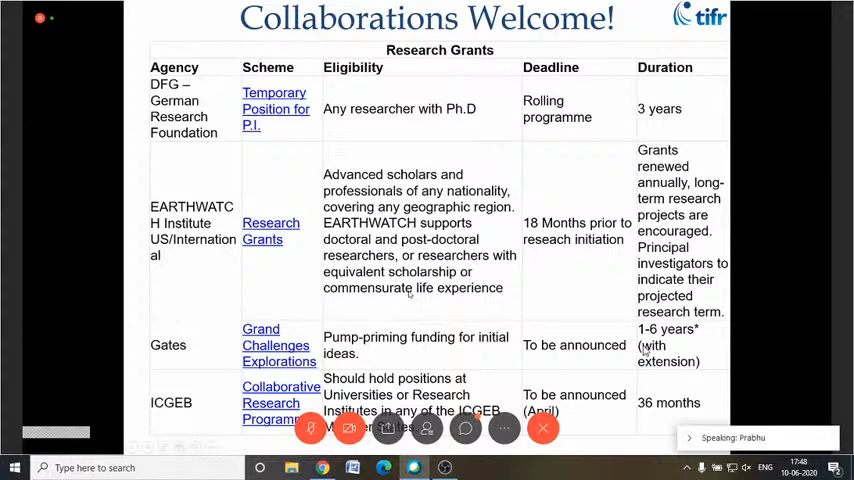 Collaborations Welcome!
tifr
Research Grants
Agency
Scheme
Eligibility
Deadline
Duration
DFG –
German
Research
Foundation
Temporary
Position for
P.I.
Any researcher with Ph.D
Rolling
programme
3 years
EARTHWATC
H Institute
US/Internation
al
Research
Grants
Advanced scholars and
professionals of any nationality,
covering any geographic region.
EARTHWATCH supports
doctoral and post-doctoral
researchers, or researchers with
equivalent scholarship or
commensurate life experience
18 Months prior to
reseach initiation
Grants
renewed
annually, long-
term research
projects are
encouraged.
Principal
investigators to
indicate their
projected
research term.
Gates
Grand
Challenges
Explorations
Pump-priming funding for initial
ideas.
To be announced
1-6 years*
(with
extension)
ICGEB
Collaborative
Research
Program
Should hold positions at
Universities or Research
Institutes in any of the ICGEB
To be announced
(April)
36 months
Speaking: Prabhu
Type here to search
ENG
17:48
10-06-2020
2